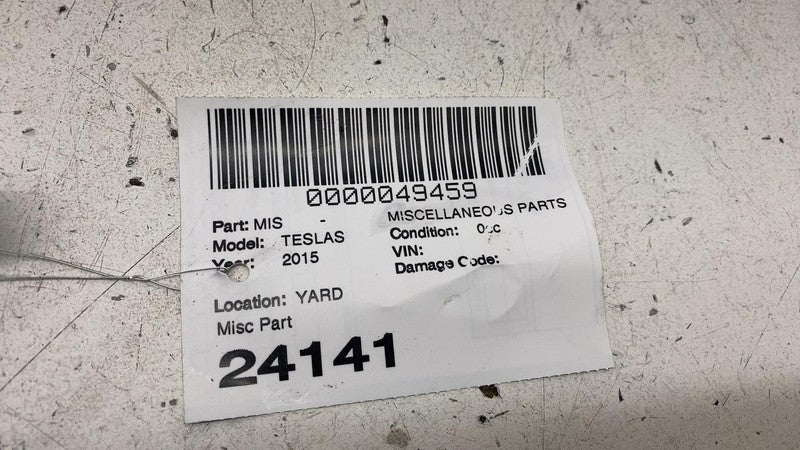 0000049459
Part: MIS - MISCELLANEOUS PARTS
Model: TESLAS Condition:
Year: 2015 VIN:
Damage Code:
Location: YARD
Misc Part
24141